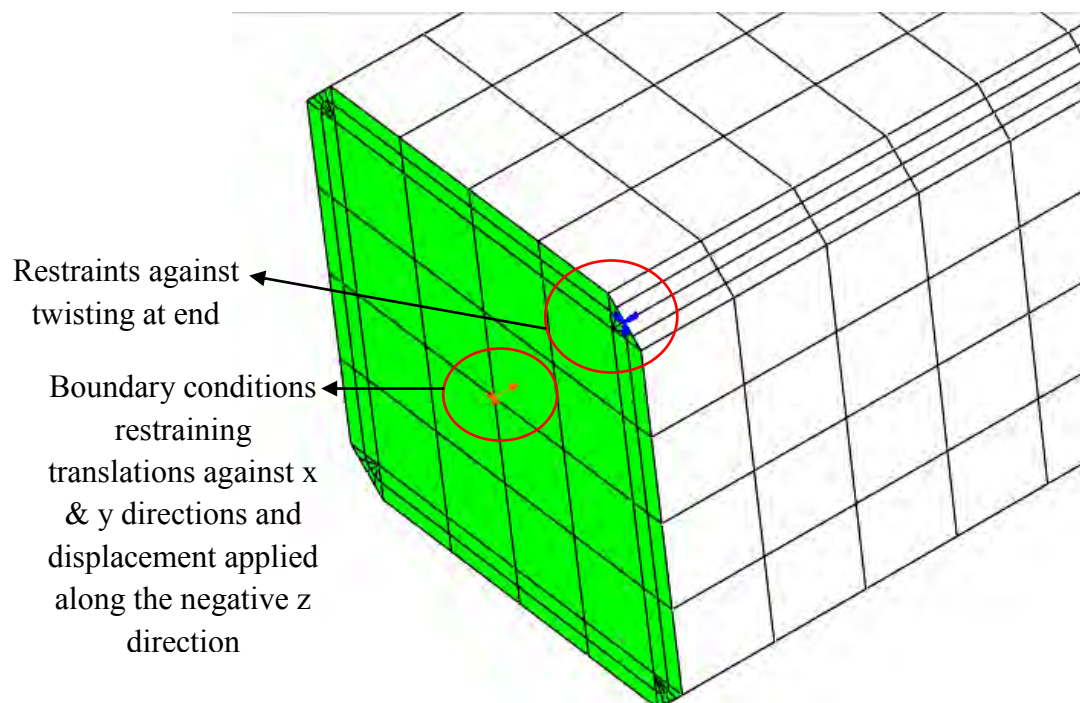 Restraints against
twisting at end
Boundary conditions
restraining
translations against x
& y directions and
displacement applied
along the negative z
direction